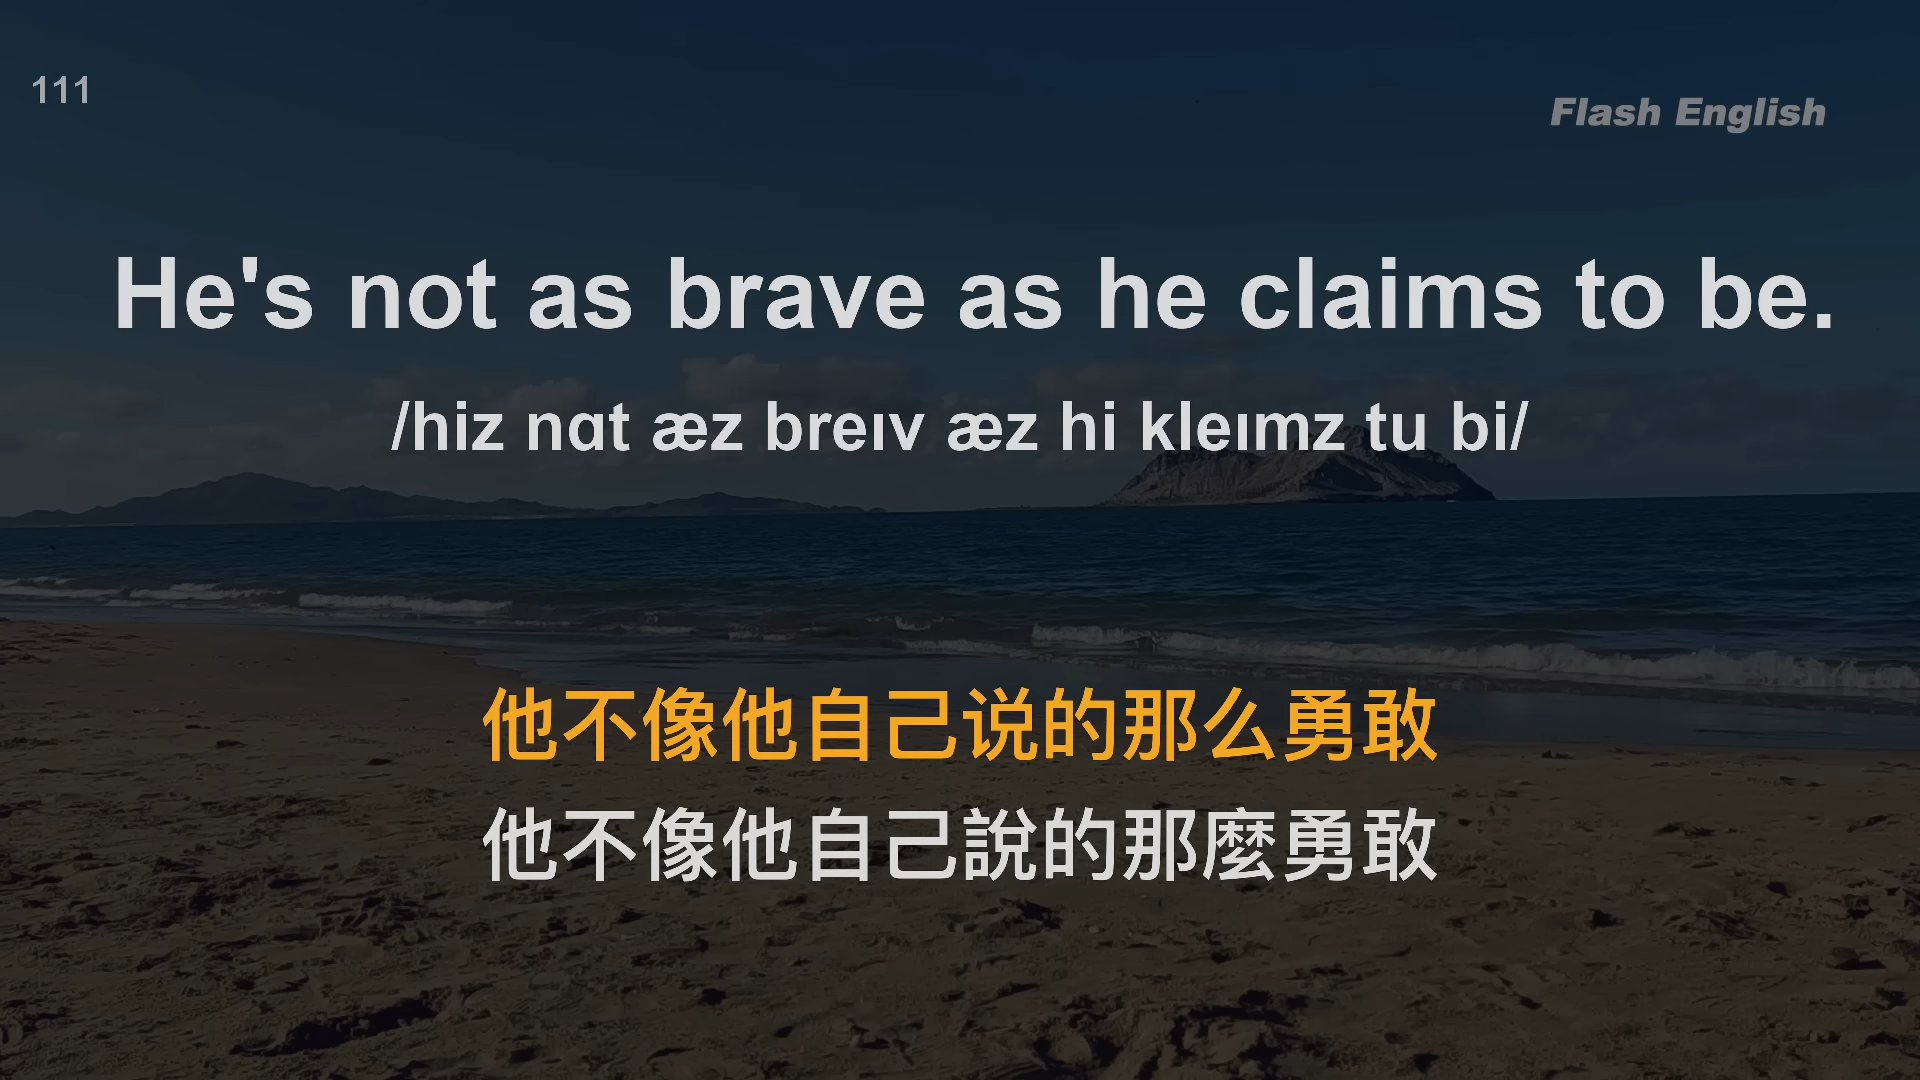 111
Flash English
He's not as brave as he claims to be.
/hiz nɑt æz breɪv æz hi kleɪmz tu bi/
他不像他自己说的那么勇敢
他不像他自己說的那麼勇敢